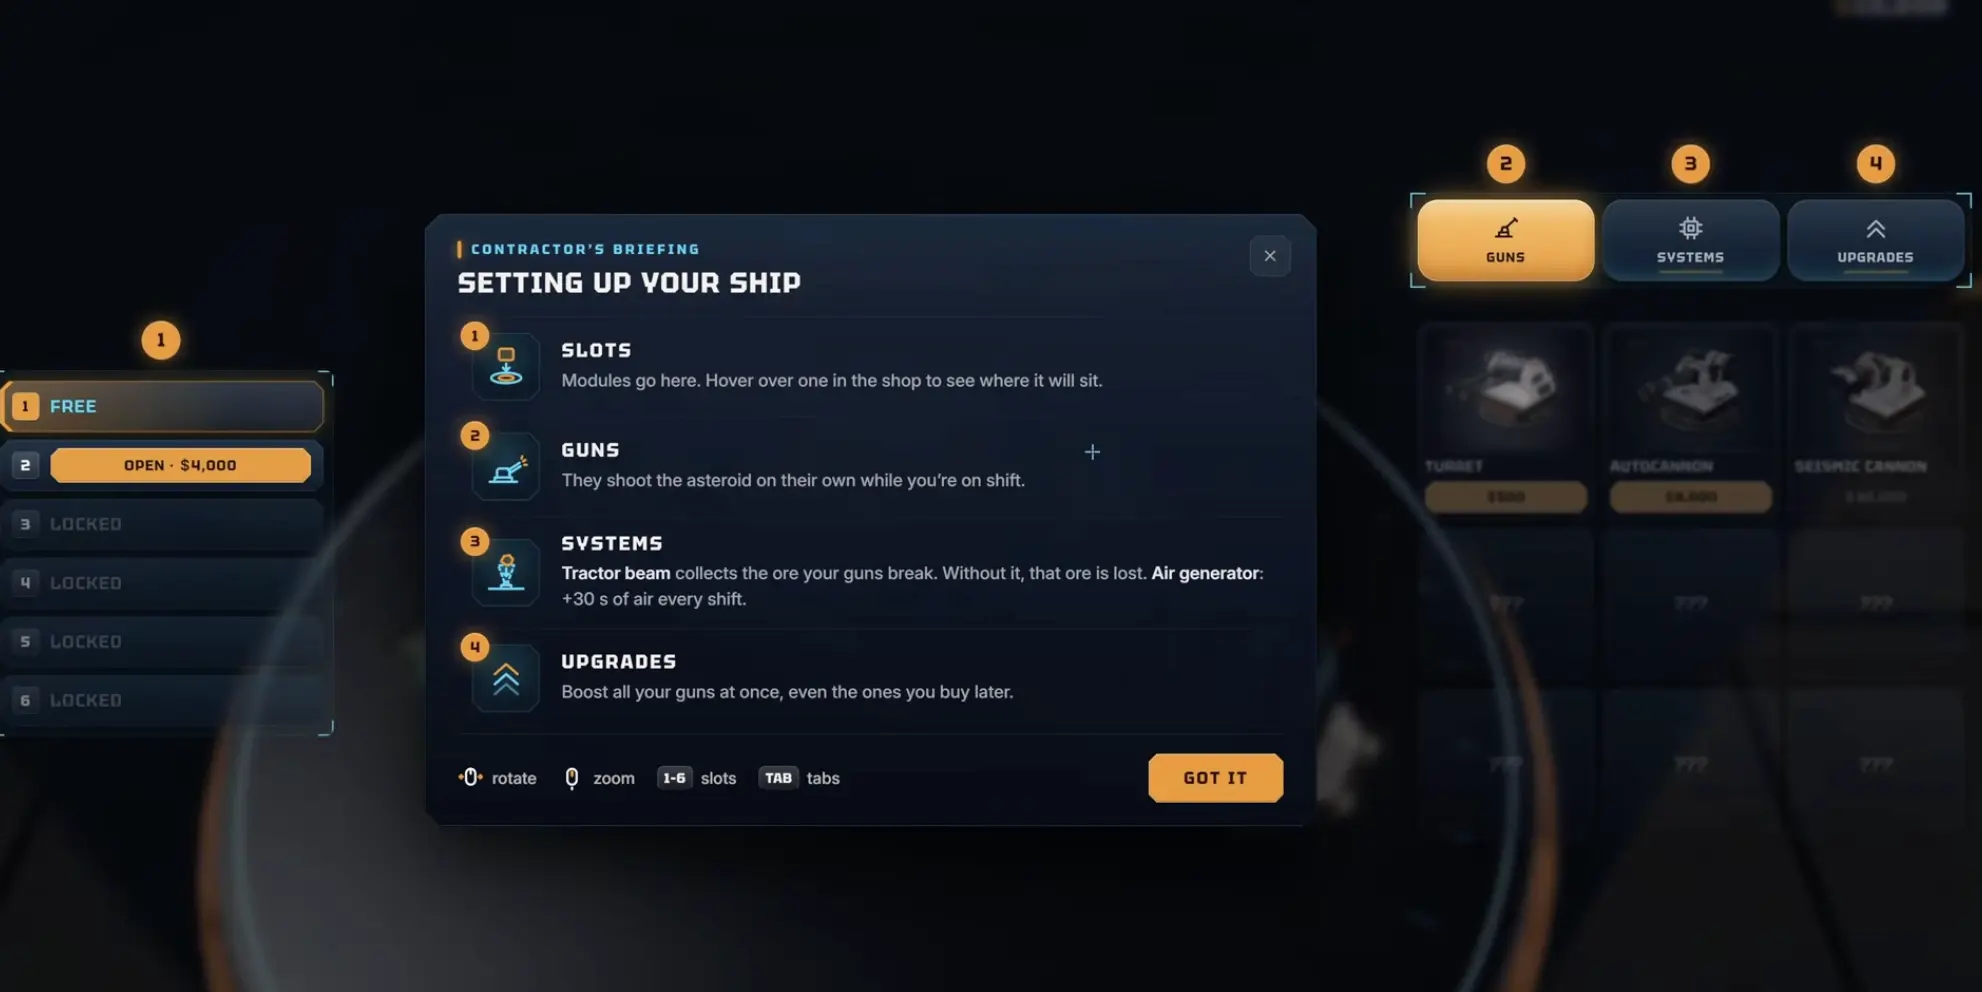 2
3
4
GUNS
SYSTEMS
UPGRADES
1
1 FREE
2 OPEN · $4,000
3 LOCKED
4 LOCKED
5 LOCKED
6 LOCKED
CONTRACTOR'S BRIEFING
SETTING UP YOUR SHIP
1
SLOTS
Modules go here. Hover over one in the shop to see where it will sit.
2
GUNS
They shoot the asteroid on their own while you're on shift.
3
SYSTEMS
Tractor beam collects the ore your guns break. Without it, that ore is lost. Air generator:
+30 s of air every shift.
4
UPGRADES
Boost all your guns at once, even the ones you buy later.
rotate zoom 1-6 slots TAB tabs
GOT IT
TURRET
AUTOCANNON
SEISMIC CANNON
???
???
???
???
???
???